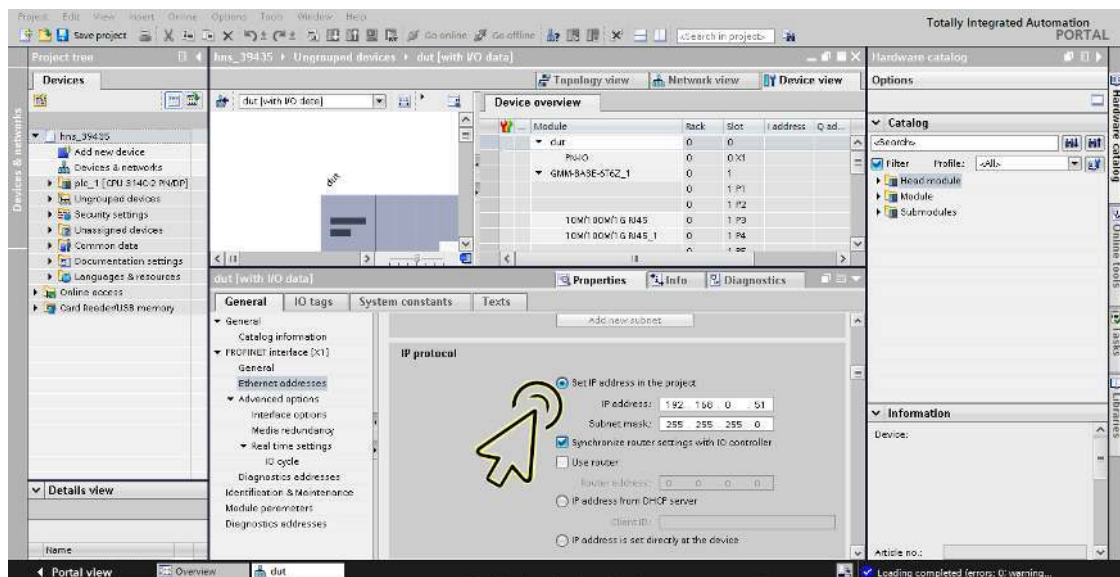 Project Edit View Insert Online Options Tools Window Help
Totally Integrated Automation
PORTAL
Save project
Go online
Go offline
<Search in project>
Project tree
hns_39435 › Ungrouped devices › dut [with I/O data]
Hardware catalog
Devices
Topology view
Network view
Device view
Options
dut [with I/O data]
Device overview
Module Rack Slot I address Q ad...
dut 0 0
PN-IO 0 0 X1
GMM-BASE-6T6Z_1 0 1
0 1 P1
0 1 P2
10M/100M/1G RJ45 0 1 P3
10M/100M/1G RJ45_1 0 1 P4
dut
hns_39435
Add new device
Devices & networks
plc_1 [CPU 314C-2 PN/DP]
Ungrouped devices
Security settings
Unassigned devices
Common data
Documentation settings
Languages & resources
Online access
Card Reader/USB memory
Details view
Name
Devices & networks
dut [with I/O data]
Properties
Info
Diagnostics
General
IO tags
System constants
Texts
General
Catalog information
PROFINET interface [X1]
General
Ethernet addresses
Advanced options
Interface options
Media redundancy
Real time settings
IO cycle
Diagnostics addresses
Identification & Maintenance
Module parameters
Diagnostics addresses
Add new subnet
IP protocol
Set IP address in the project
IP address: 192 . 168 . 0 . 51
Subnet mask: 255 . 255 . 255 . 0
Synchronize router settings with IO controller
Use router
Router address: 0 . 0 . 0 . 0
IP address from DHCP server
Client ID:
IP address is set directly at the device
Catalog
<Search>
Filter
Profile: <All>
Head module
Module
Submodules
Information
Device:
Article no.:
Hardware catalog
Online tools
Tasks
Libraries
Portal view
Overview
dut
Loading completed (errors: 0; warning...